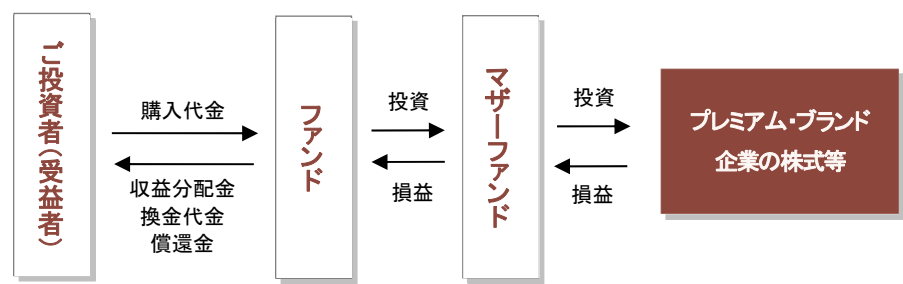 ご投資者(受益者)
購入代金
収益分配金
換金代金
償還金
ファンド
投資
損益
マザーファンド
投資
損益
プレミアム・ブランド
企業の株式等